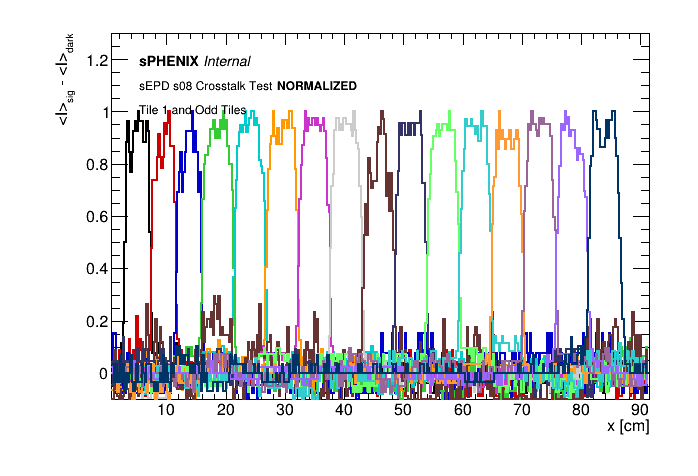 <I>sig - <I>dark
1.2
sPHENIX Internal
sEPD s08 Crosstalk Test NORMALIZED
Tile 1 and Odd Tiles
1
0.8
0.6
0.4
0.2
0
10 20 30 40 50 60 70 80 90
x [cm]